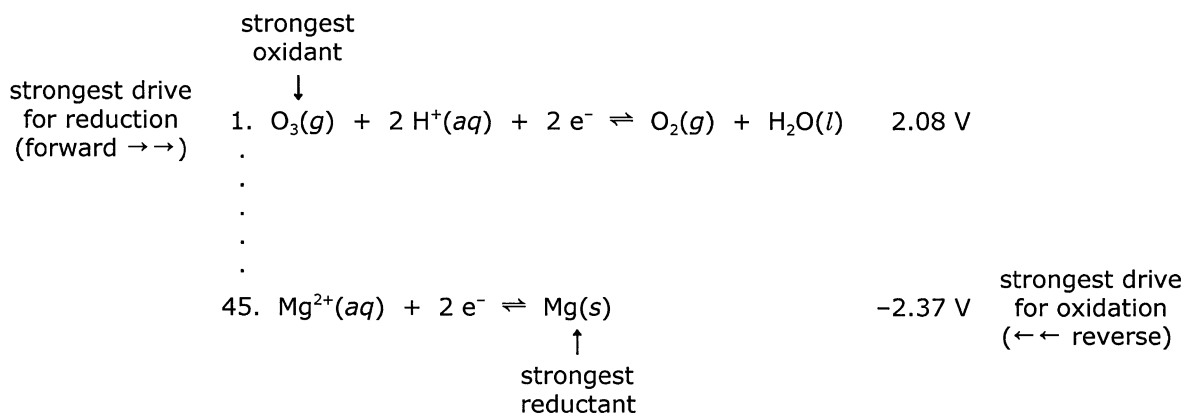 strongest
oxidant
↓
strongest drive
for reduction
(forward →→)
1. O₃(g) + 2 H⁺(aq) + 2 e⁻ ⇌ O₂(g) + H₂O(l) 2.08 V
.
.
.
.
.
45. Mg²⁺(aq) + 2 e⁻ ⇌ Mg(s) −2.37 V
strongest drive
for oxidation
(←← reverse)
↑
strongest
reductant